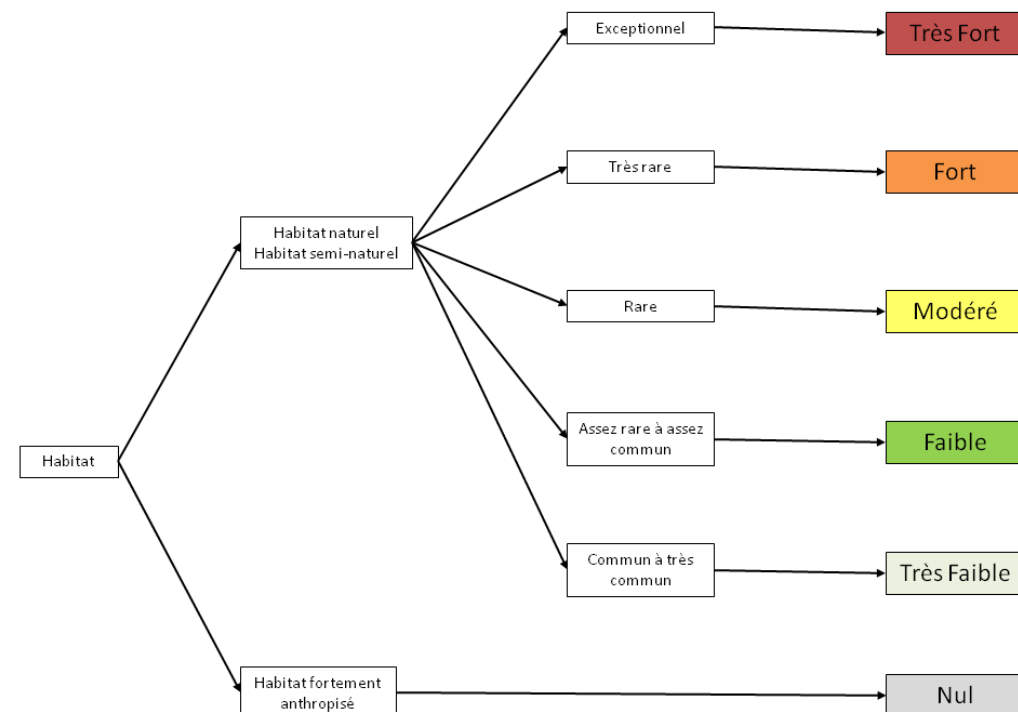 Exceptionnel
Très Fort
Très rare
Fort
Habitat naturel
Habitat semi-naturel
Rare
Modéré
Assez rare à assez
commun
Faible
Habitat
Commun à très
commun
Très Faible
Habitat fortement
anthropisé
Nul